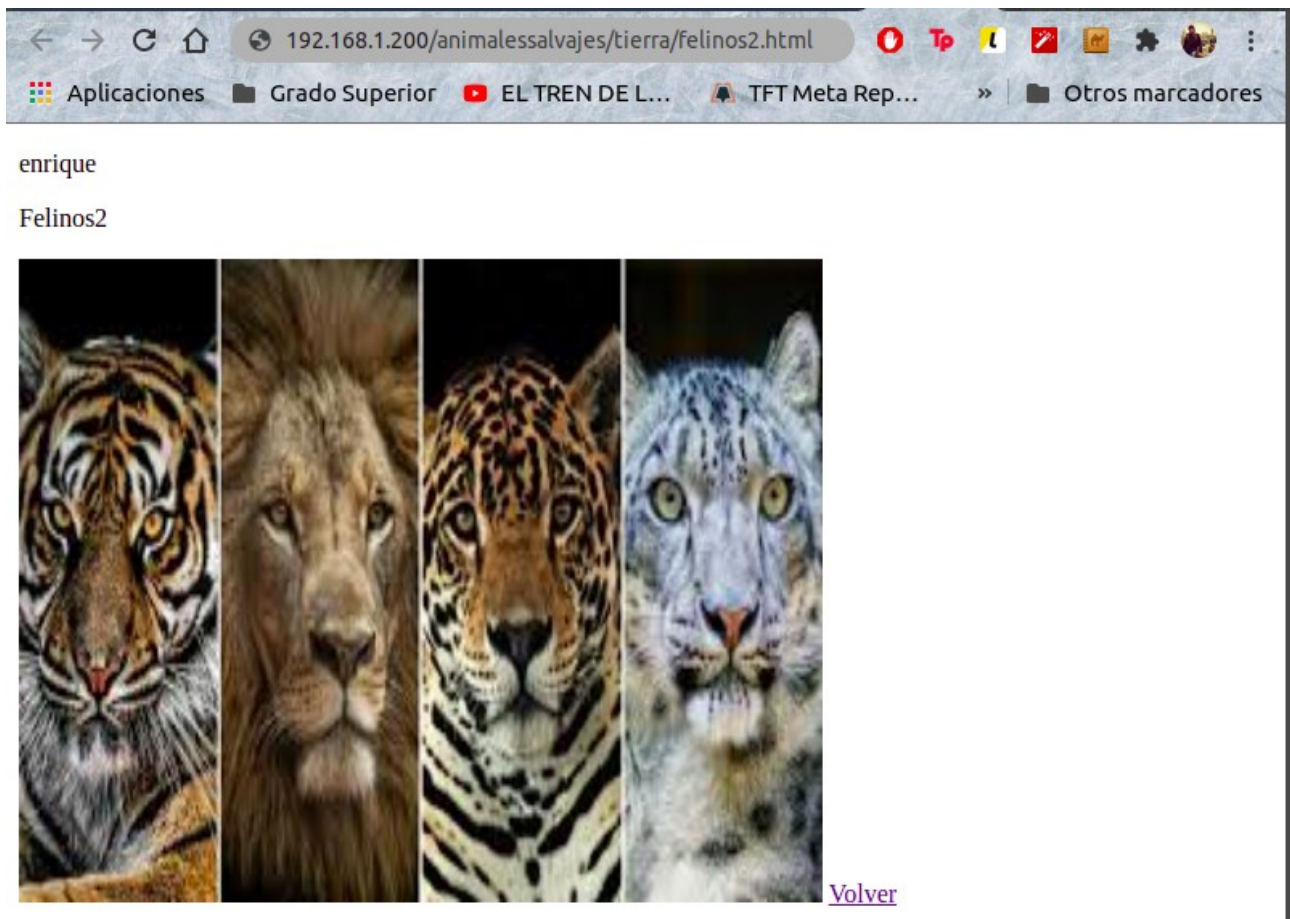 192.168.1.200/animalessalvajes/tierra/felinos2.html
Tp
Aplicaciones Grado Superior EL TREN DE L... TFT Meta Rep... » Otros marcadores
enrique
Felinos2
Volver